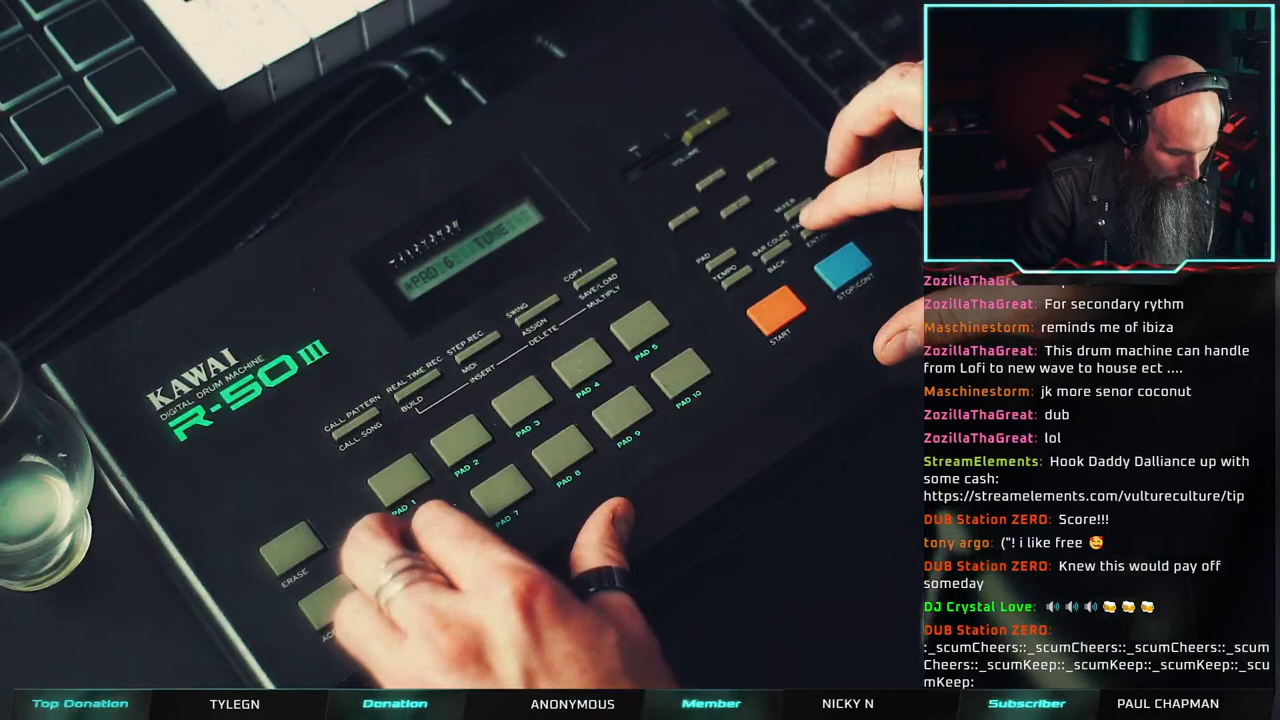 KAWAI
DIGITAL DRUM MACHINE
R-50 III
*PAD:6 TUNE
VOLUME
MIXER
PAD
BAR COUNT
TEMPO
BACK
START
STOP/CONT
COPY
SAVE/LOAD
MULTIPLY
SWING
ASSIGN
DELETE
STEP REC
REAL TIME REC
INSERT
BUILD
CALL PATTERN
CALL SONG
PAD 1
PAD 2
PAD 3
PAD 4
PAD 5
PAD 7
PAD 8
PAD 9
PAD 10
ERASE
ZozillaThaGreat: For secondary rythm
Maschinestorm: reminds me of ibiza
ZozillaThaGreat: This drum machine can handle
from Lofi to new wave to house ect ....
Maschinestorm: jk more senor coconut
ZozillaThaGreat: dub
ZozillaThaGreat: lol
StreamElements: Hook Daddy Dalliance up with
some cash:
https://streamelements.com/vultureculture/tip
DUB Station ZERO: Score!!!
tony argo: ("! i like free 🥰
DUB Station ZERO: Knew this would pay off
someday
DJ Crystal Love: 🔊 🔊 🔊 🍻 🍻 🍻
DUB Station ZERO:
:_scumCheers::_scumCheers::_scumCheers::_scum
Cheers::_scumKeep::_scumKeep::_scumKeep::_scu
mKeep:
Top Donation TYLEGN Donation ANONYMOUS Member NICKY N Subscriber PAUL CHAPMAN